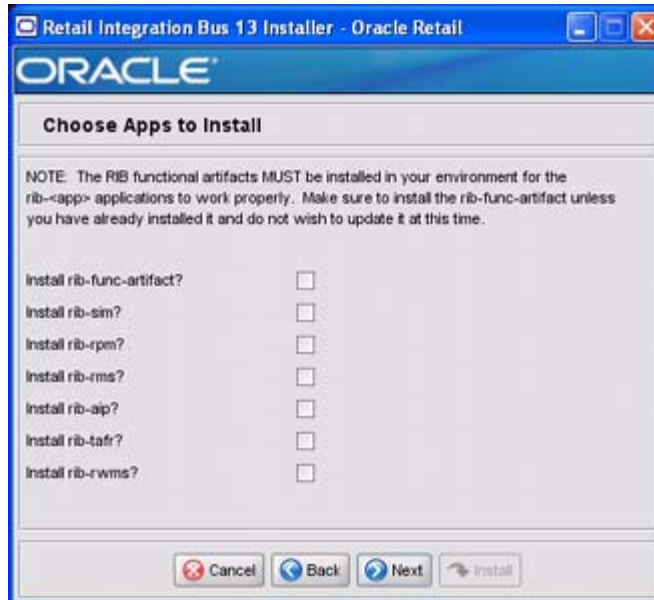 Retail Integration Bus 13 Installer - Oracle Retail
ORACLE
Choose Apps to Install
NOTE: The RIB functional artifacts MUST be installed in your environment for the
rib-<app> applications to work properly. Make sure to install the rib-func-artifact unless
you have already installed it and do not wish to update it at this time.
Install rib-func-artifact?
Install rib-sim?
Install rib-rpm?
Install rib-rms?
Install rib-aip?
Install rib-tafr?
Install rib-rwms?
Cancel Back Next Install